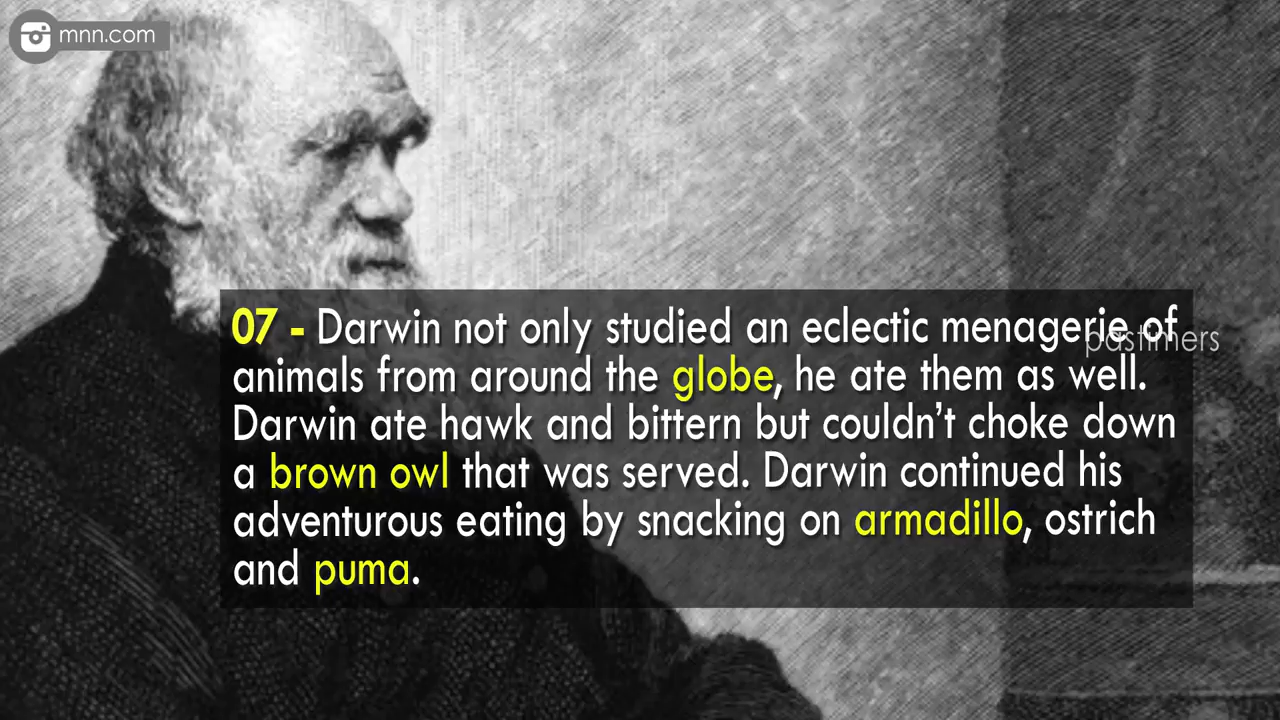 mnn.com
07 - Darwin not only studied an eclectic menagerie of
pastimers
animals from around the globe, he ate them as well.
Darwin ate hawk and bittern but couldn’t choke down
a brown owl that was served. Darwin continued his
adventurous eating by snacking on armadillo, ostrich
and puma.